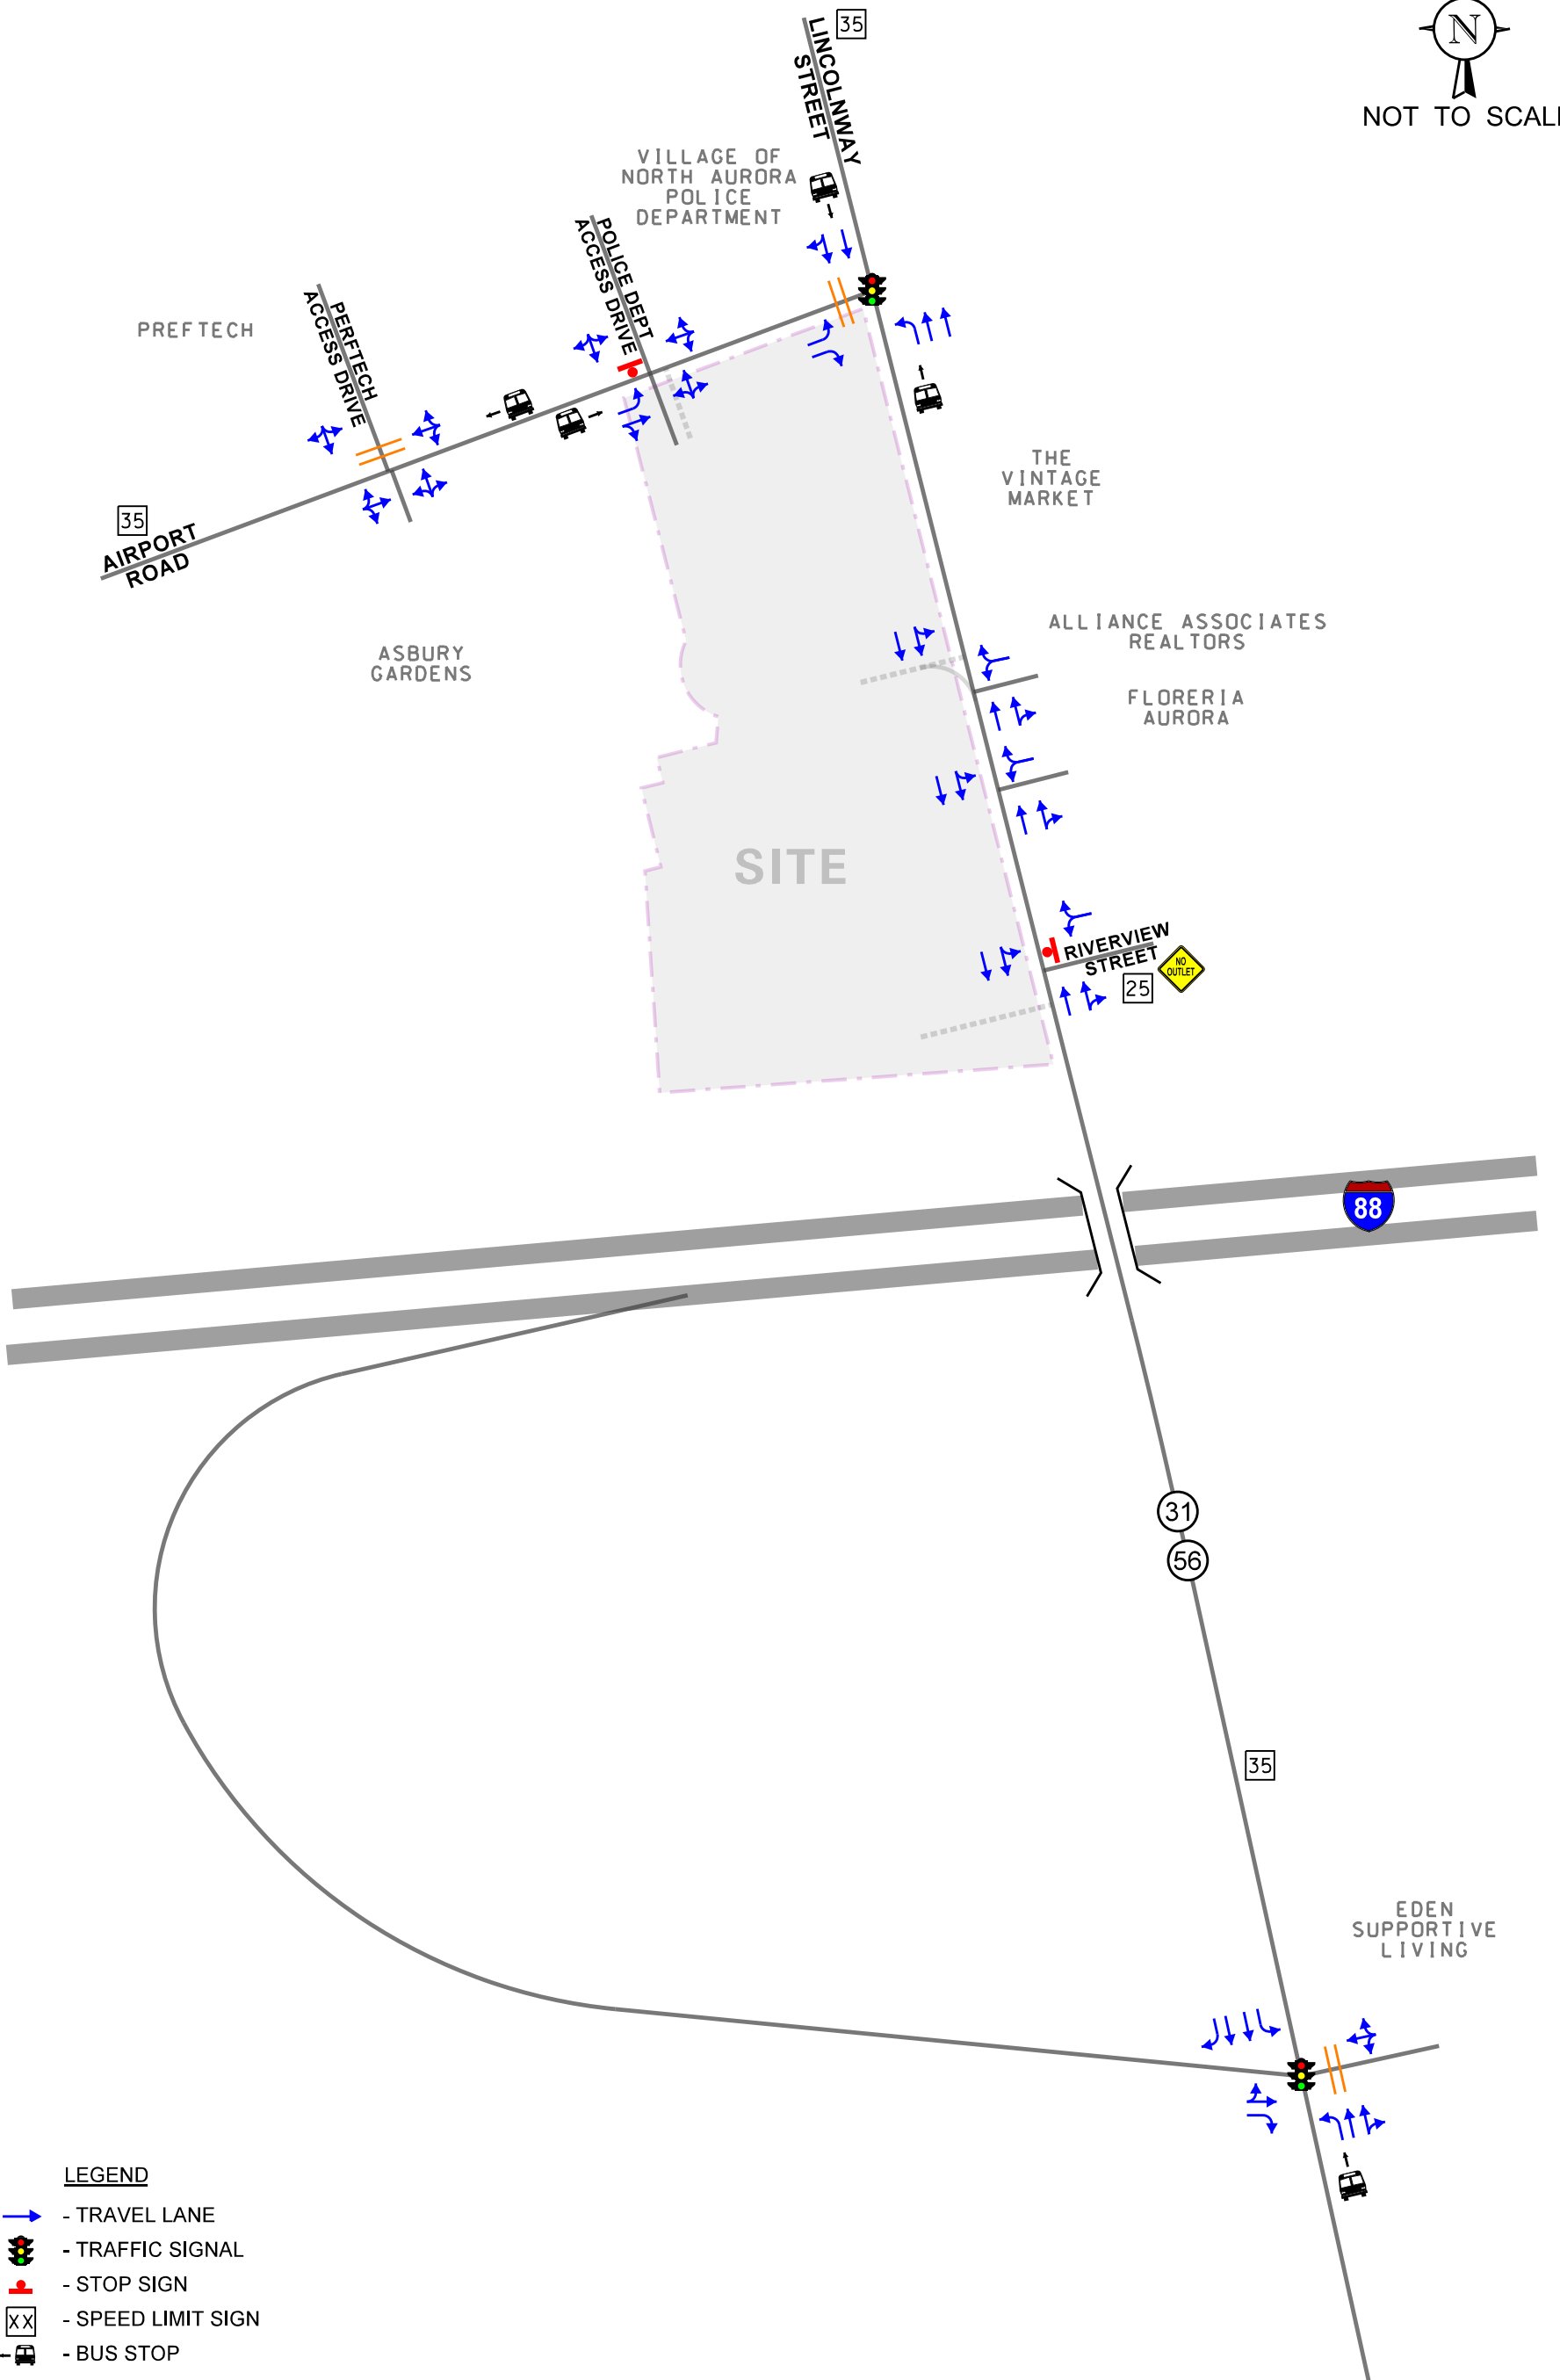 35
LINCOLNWAY
STREET
N
NOT TO SCAL
VILLAGE OF
NORTH AURORA
POLICE
DEPARTMENT
POLICE DEPT
ACCESS DRIVE
PERFTECH
ACCESS DRIVE
PREFTECH
35
AIRPORT
ROAD
THE
VINTAGE
MARKET
ASBURY
GARDENS
ALLIANCE ASSOCIATES
REALTORS
FLORERIA
AURORA
SITE
RIVERVIEW
STREET
NO
OUTLET
25
88
31
56
35
EDEN
SUPPORTIVE
LIVING
LEGEND
- TRAVEL LANE
- TRAFFIC SIGNAL
- STOP SIGN
XX - SPEED LIMIT SIGN
- BUS STOP